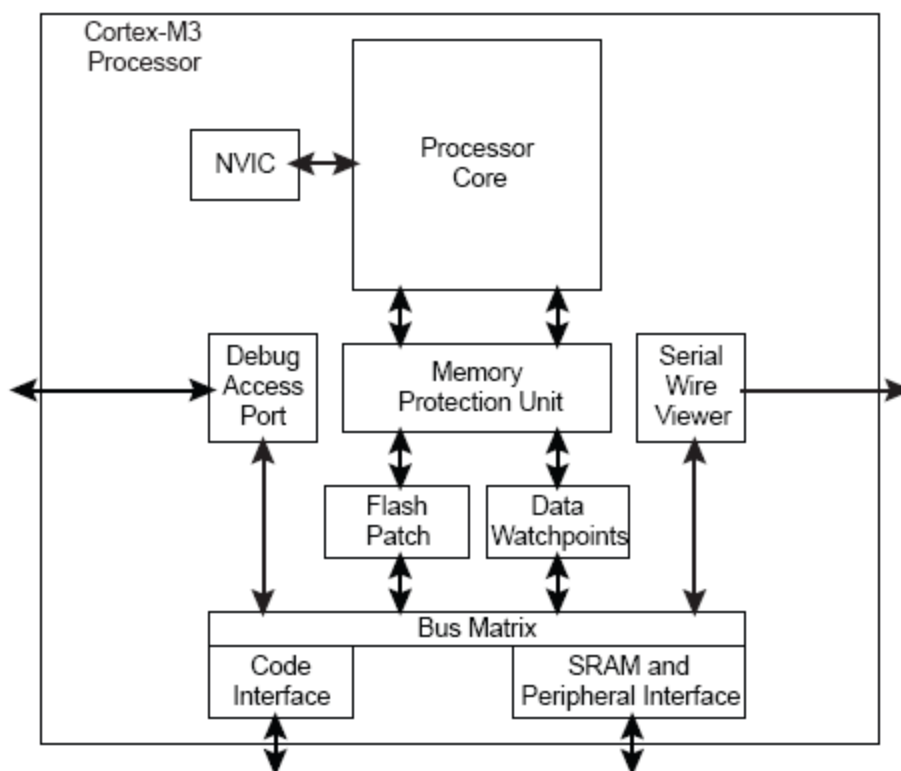 Cortex-M3
Processor
Processor
Core
NVIC
Debug
Access
Port
Memory
Protection Unit
Serial
Wire
Viewer
Flash
Patch
Data
Watchpoints
Bus Matrix
Code
Interface
SRAM and
Peripheral Interface